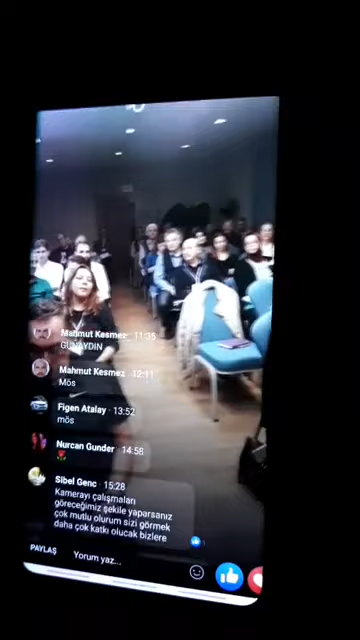 Mahmut Kesmez · 11:35
GÜNAYDIN
Mahmut Kesmez · 12:11
Mös
Figen Atalay · 13:52
mös
Nurcan Gunder · 14:58
Sibel Genc · 15:28
Kamerayı çalışmaları
göreceğimiz şekile yaparsanız
çok mutlu olurum sizi görmek
daha çok katkı olucak bizlere
PAYLAŞ
Yorum yaz...